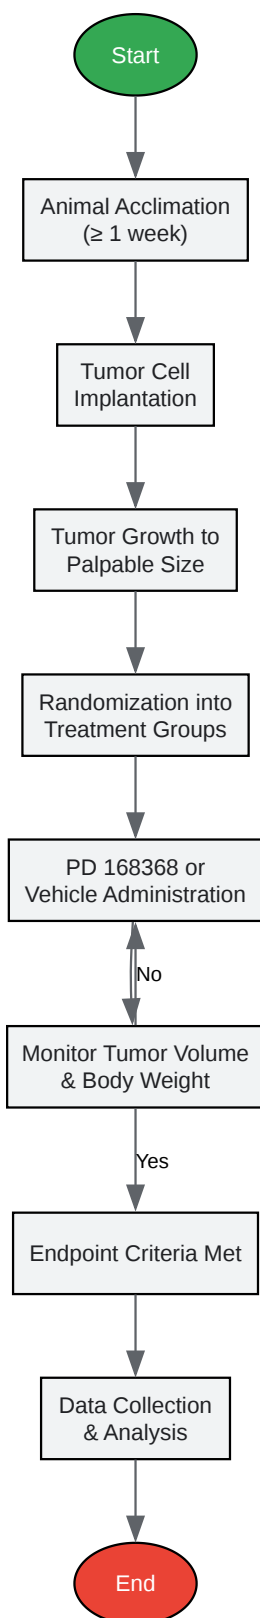 Start
Animal Acclimation
(≥ 1 week)
Tumor Cell
Implantation
Tumor Growth to
Palpable Size
Randomization into
Treatment Groups
PD 168368 or
Vehicle Administration
No
Monitor Tumor Volume
& Body Weight
Yes
Endpoint Criteria Met
Data Collection
& Analysis
End